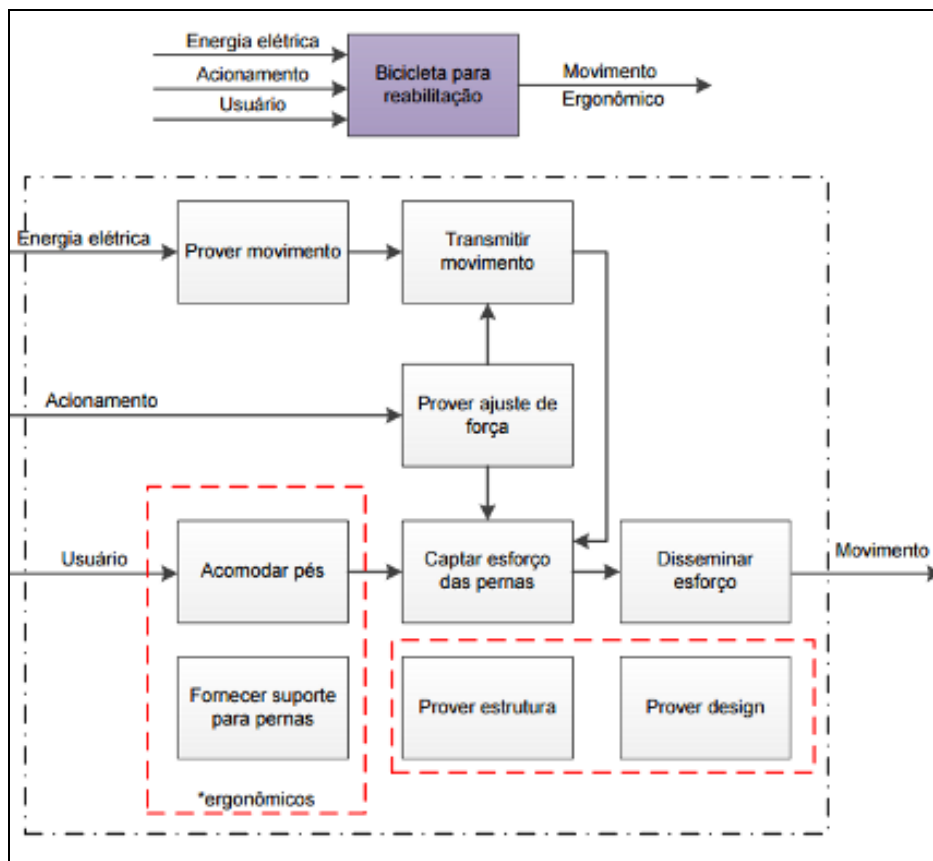 Energia elétrica
Acionamento
Usuário
Bicicleta para
reabilitação
Movimento
Ergonômico
Energia elétrica
Prover movimento
Transmitir
movimento
Acionamento
Prover ajuste de
força
Usuário
Acomodar pés
Captar esforço
das pernas
Disseminar
esforço
Movimento
Fornecer suporte
para pernas
Prover estrutura
Prover design
*ergonômicos